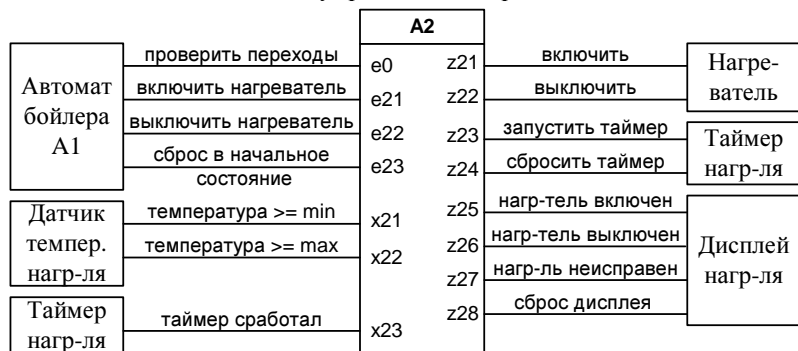 A2
Автомат
бойлера
A1
проверить переходы
включить нагреватель
выключить нагреватель
сброс в начальное
состояние
e0
e21
e22
e23
Датчик
темпер.
нагр-ля
температура >= min
температура >= max
x21
x22
Таймер
нагр-ля
таймер сработал
x23
z21
z22
z23
z24
z25
z26
z27
z28
включить
выключить
Нагре-
ватель
запустить таймер
сбросить таймер
Таймер
нагр-ля
нагр-тель включен
нагр-тель выключен
нагр-ль неисправен
сброс дисплея
Дисплей
нагр-ля